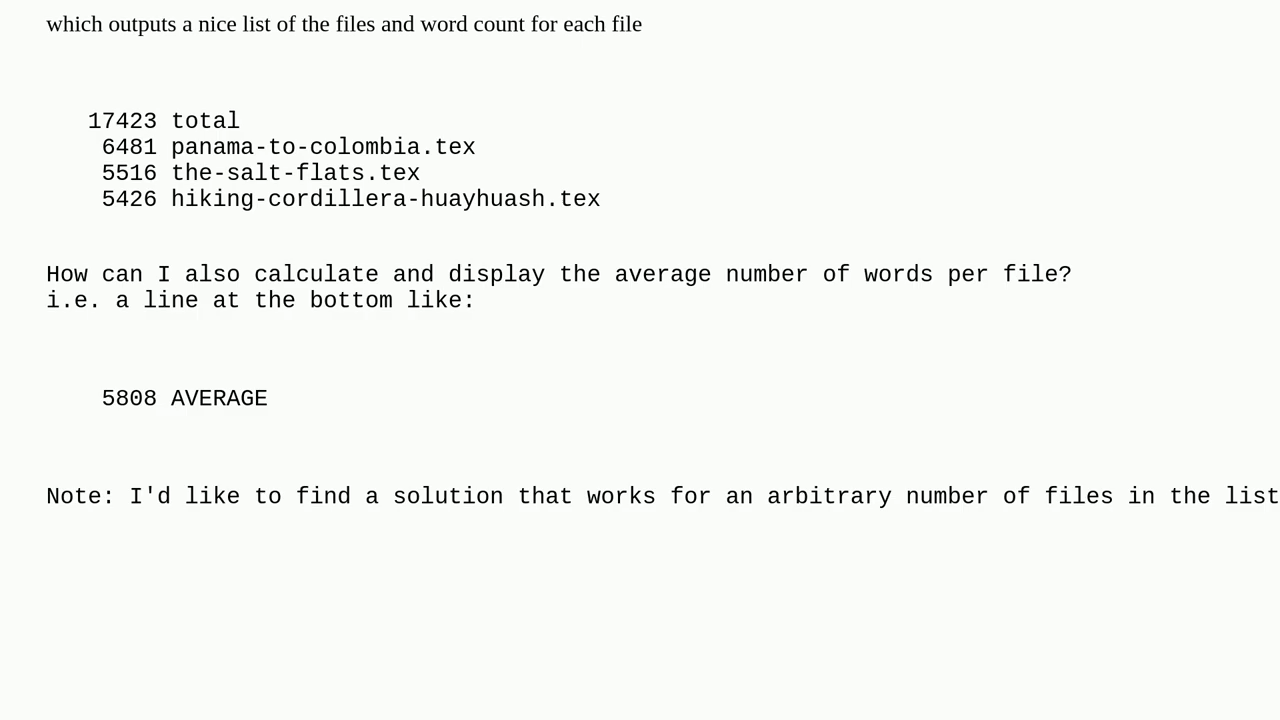 which outputs a nice list of the files and word count for each file
17423 total
6481 panama-to-colombia.tex
5516 the-salt-flats.tex
5426 hiking-cordillera-huayhuash.tex
How can I also calculate and display the average number of words per file?
i.e. a line at the bottom like:
5808 AVERAGE
Note: I'd like to find a solution that works for an arbitrary number of files in the list